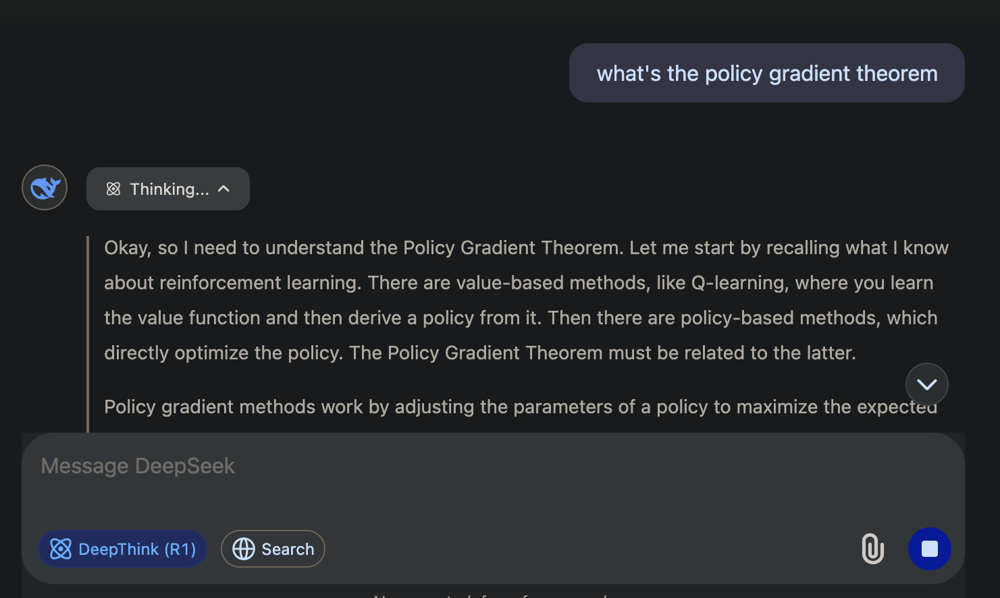 what's the policy gradient theorem
Thinking...
Okay, so I need to understand the Policy Gradient Theorem. Let me start by recalling what I know
about reinforcement learning. There are value-based methods, like Q-learning, where you learn
the value function and then derive a policy from it. Then there are policy-based methods, which
directly optimize the policy. The Policy Gradient Theorem must be related to the latter.
Policy gradient methods work by adjusting the parameters of a policy to maximize the expected
Message DeepSeek
DeepThink (R1)
Search